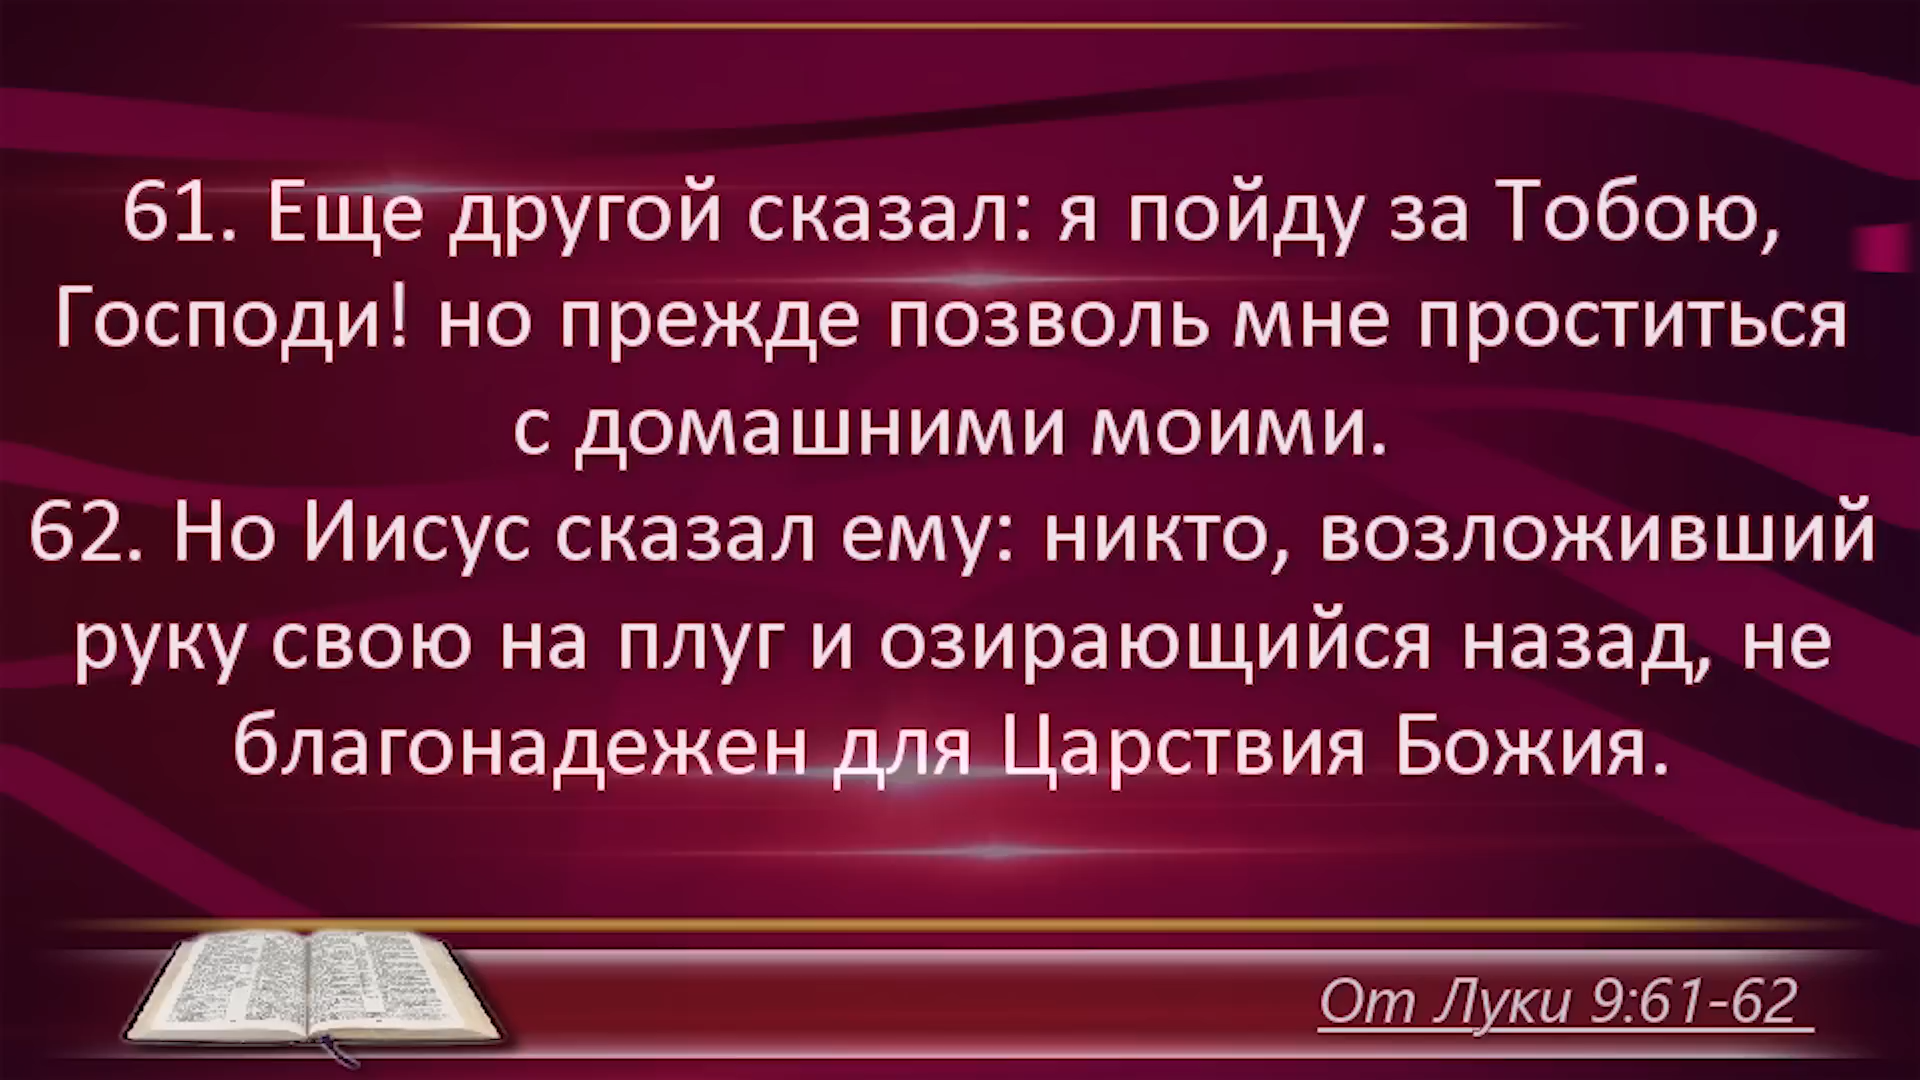 61. Еще другой сказал: я пойду за Тобою,
Господи! но прежде позволь мне проститься
с домашними моими.
62. Но Иисус сказал ему: никто, возложивший
руку свою на плуг и озирающийся назад, не
благонадежен для Царствия Божия.
От Луки 9:61-62